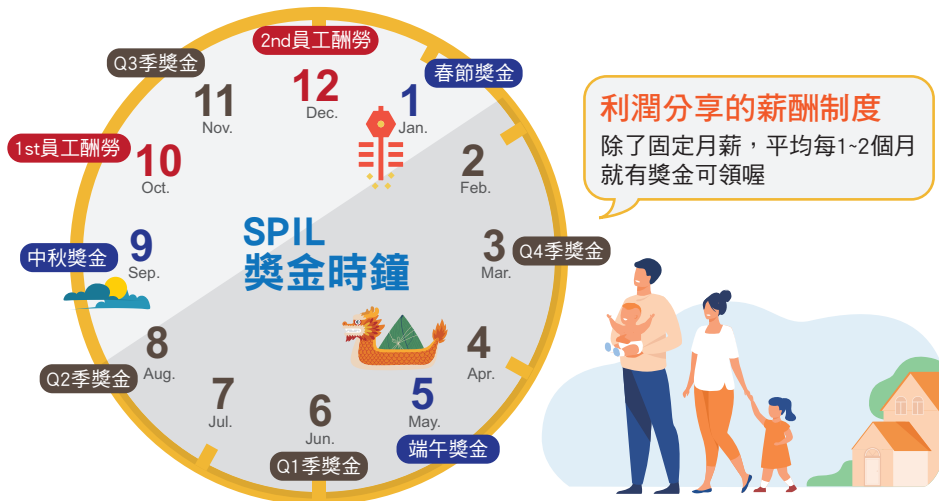 2nd員工酬勞
12
Dec.
春節獎金
1
Jan.
2
Feb.
Q4季獎金
3
Mar.
4
Apr.
端午獎金
5
May.
Q1季獎金
6
Jun.
7
Jul.
Q2季獎金
8
Aug.
中秋獎金
9
Sep.
1st員工酬勞
10
Oct.
Q3季獎金
11
Nov.
SPIL
獎金時鐘
利潤分享的薪酬制度
除了固定月薪，平均每1~2個月
就有獎金可領喔